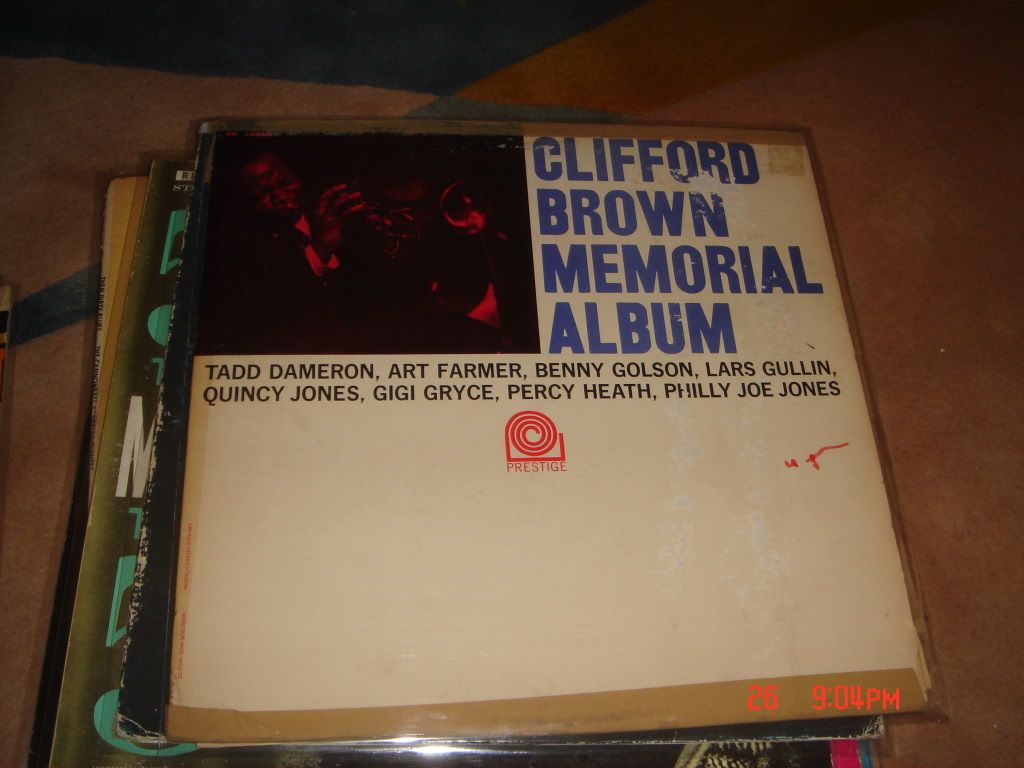 CLIFFORD
BROWN
MEMORIAL
ALBUM
TADD DAMERON, ART FARMER, BENNY GOLSON, LARS GULLIN,
QUINCY JONES, GIGI GRYCE, PERCY HEATH, PHILLY JOE JONES
PRESTIGE
26 9:04PM